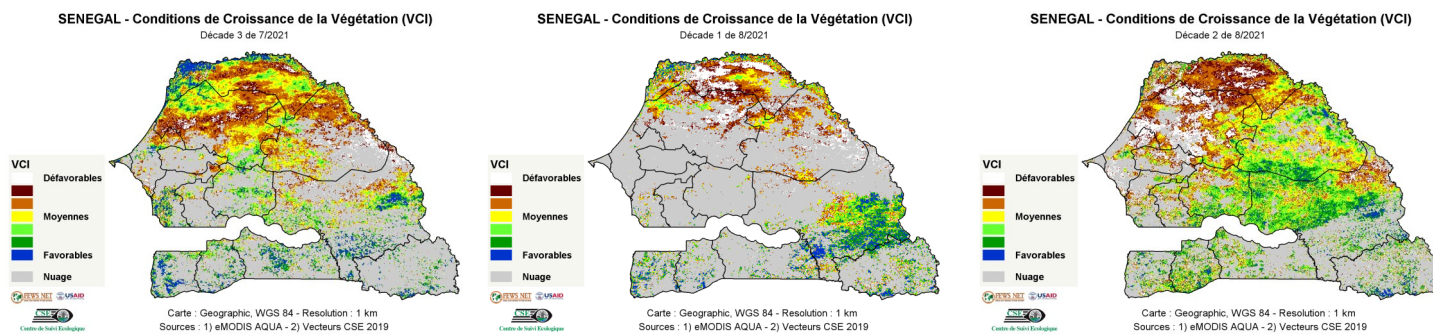 SENEGAL - Conditions de Croissance de la Végétation (VCI)
Décade 3 de 7/2021
VCI
Défavorables
Moyennes
Favorables
Nuage
FEWS NET
USAID
CSE
Centre de Suivi Ecologique
Carte : Geographic, WGS 84 - Resolution : 1 km
Sources : 1) eMODIS AQUA - 2) Vecteurs CSE 2019
SENEGAL - Conditions de Croissance de la Végétation (VCI)
Décade 1 de 8/2021
VCI
Défavorables
Moyennes
Favorables
Nuage
FEWS NET
USAID
CSE
Centre de Suivi Ecologique
Carte : Geographic, WGS 84 - Resolution : 1 km
Sources : 1) eMODIS AQUA - 2) Vecteurs CSE 2019
SENEGAL - Conditions de Croissance de la Végétation (VCI)
Décade 2 de 8/2021
VCI
Défavorables
Moyennes
Favorables
Nuage
FEWS NET
USAID
CSE
Centre de Suivi Ecologique
Carte : Geographic, WGS 84 - Resolution : 1 km
Sources : 1) eMODIS AQUA - 2) Vecteurs CSE 2019